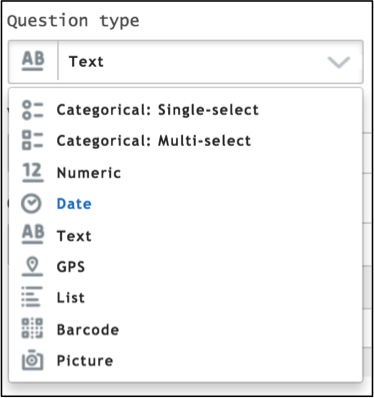 Question type
AB Text
Categorical: Single-select
Categorical: Multi-select
12 Numeric
Date
AB Text
GPS
List
Barcode
Picture